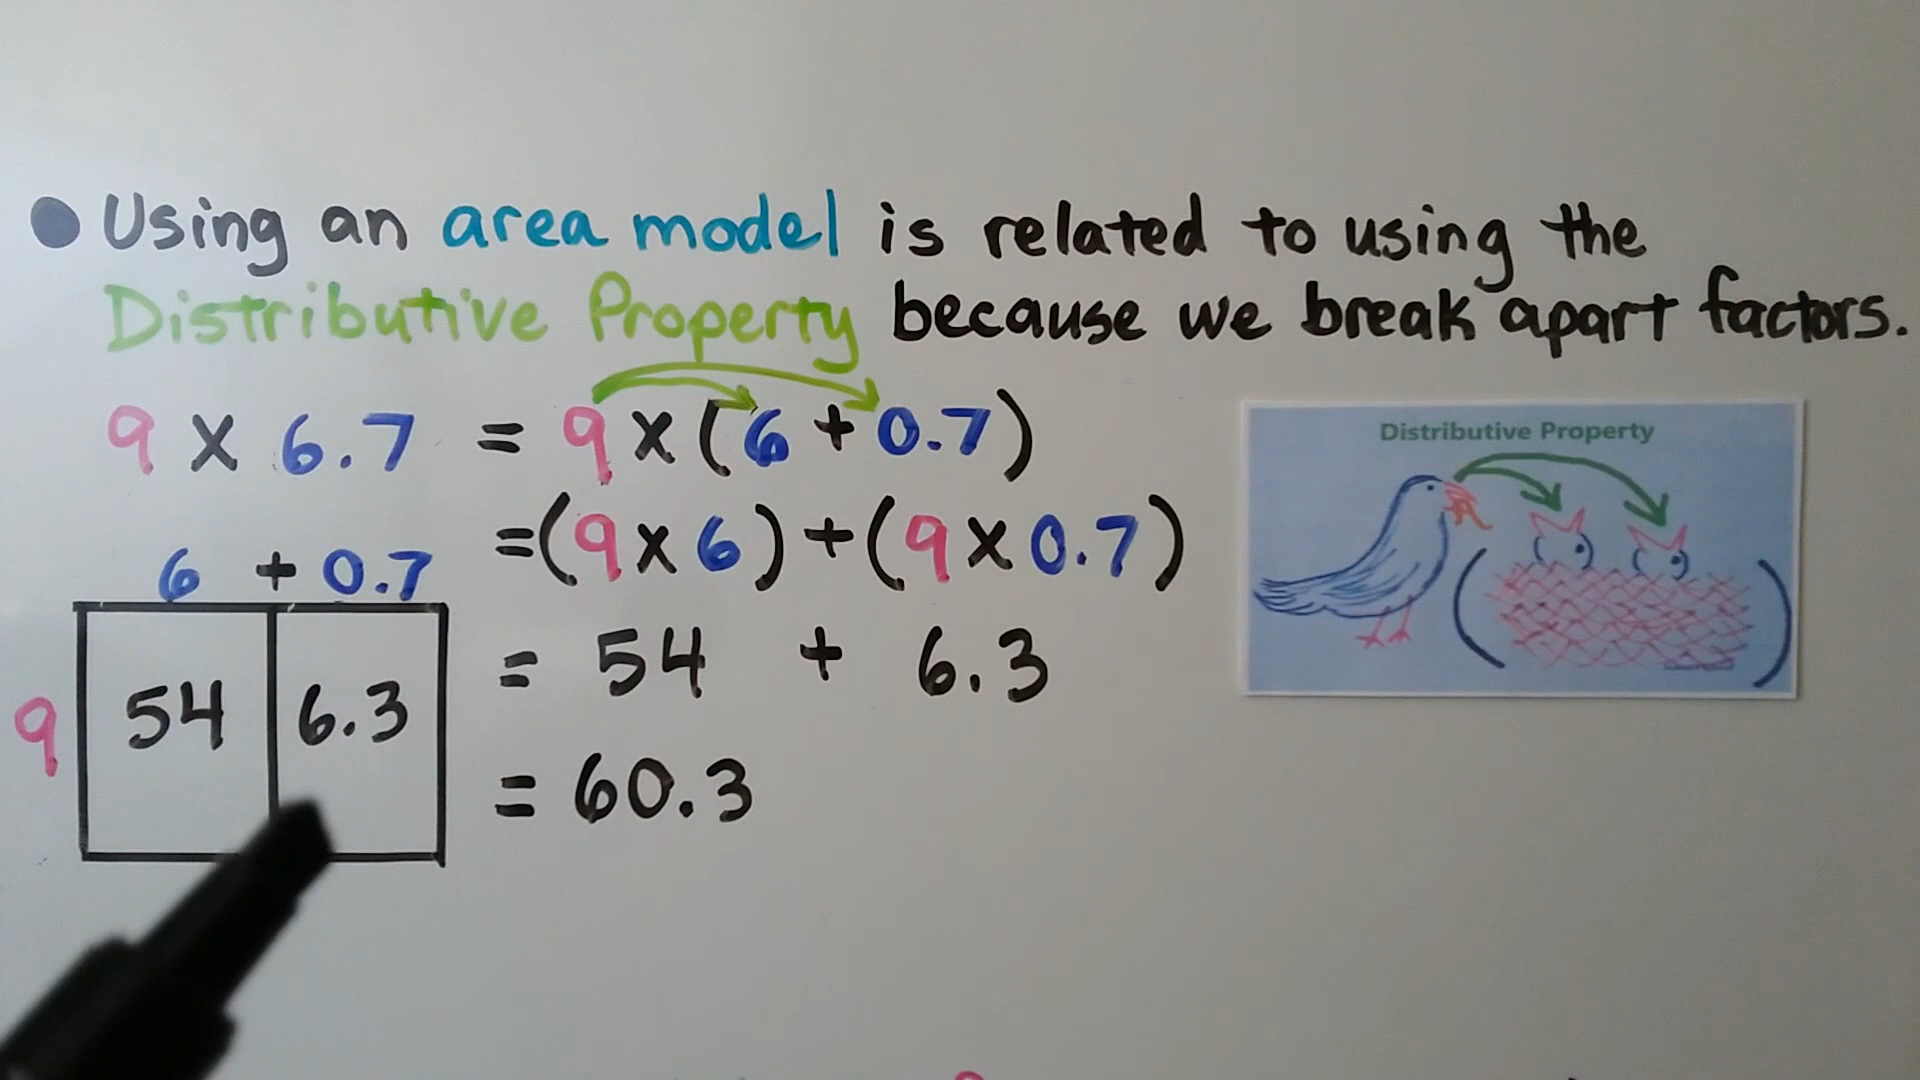 ● Using an area model is related to using the
Distributive Property because we break apart factors.
9 x 6.7 = 9 x (6 + 0.7)
= (9 x 6) + (9 x 0.7)
6 + 0.7
= 54 + 6.3
9 54 6.3
= 60.3
Distributive Property